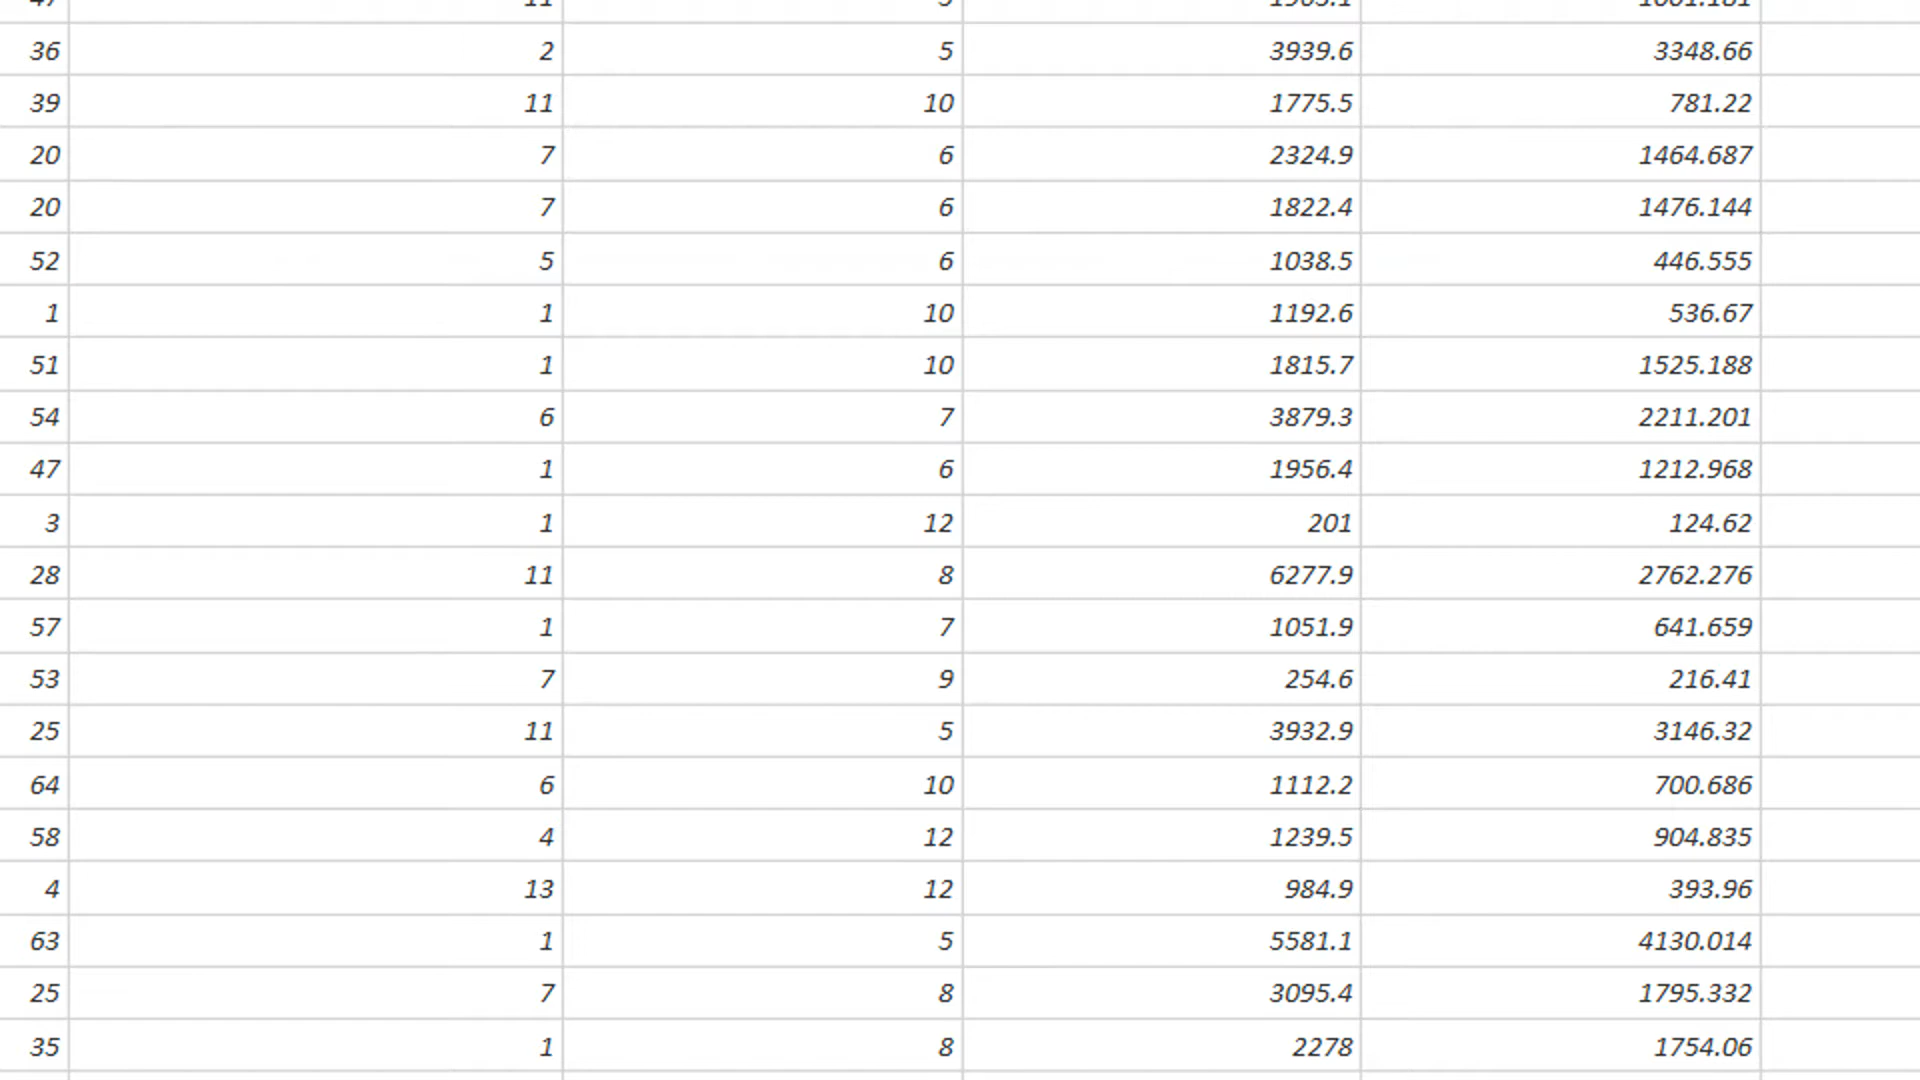 36 2 5 3939.6 3348.66
39 11 10 1775.5 781.22
20 7 6 2324.9 1464.687
20 7 6 1822.4 1476.144
52 5 6 1038.5 446.555
1 1 10 1192.6 536.67
51 1 10 1815.7 1525.188
54 6 7 3879.3 2211.201
47 1 6 1956.4 1212.968
3 1 12 201 124.62
28 11 8 6277.9 2762.276
57 1 7 1051.9 641.659
53 7 9 254.6 216.41
25 11 5 3932.9 3146.32
64 6 10 1112.2 700.686
58 4 12 1239.5 904.835
4 13 12 984.9 393.96
63 1 5 5581.1 4130.014
25 7 8 3095.4 1795.332
35 1 8 2278 1754.06